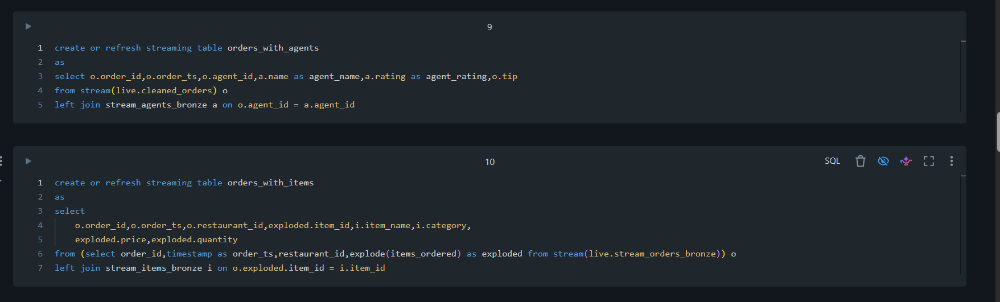 9
1 create or refresh streaming table orders_with_agents
2 as
3 select o.order_id,o.order_ts,o.agent_id,a.name as agent_name,a.rating as agent_rating,o.tip
4 from stream(live.cleaned_orders) o
5 left join stream_agents_bronze a on o.agent_id = a.agent_id
10
SQL
1 create or refresh streaming table orders_with_items
2 as
3 select
4     o.order_id,o.order_ts,o.restaurant_id,exploded.item_id,i.item_name,i.category,
5     exploded.price,exploded.quantity
6 from (select order_id,timestamp as order_ts,restaurant_id,explode(items_ordered) as exploded from stream(live.stream_orders_bronze)) o
7 left join stream_items_bronze i on o.exploded.item_id = i.item_id